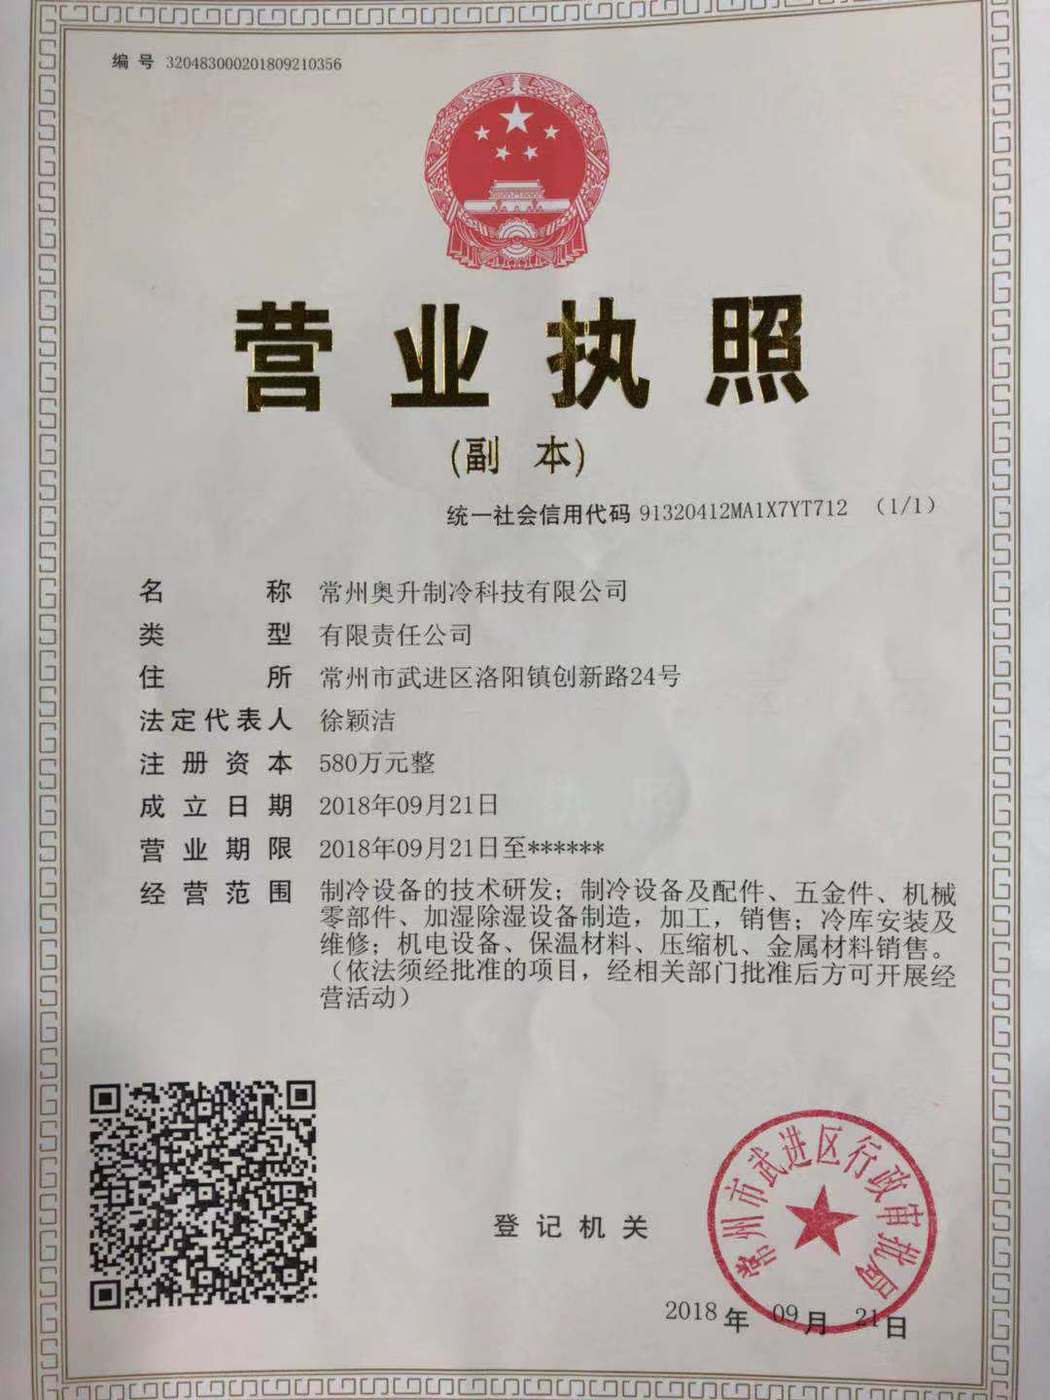 编号 320483000201809210356
营业执照
(副 本)
统一社会信用代码 91320412MA1X7YT712 (1/1)
名称 常州奥升制冷科技有限公司
类型 有限责任公司
住所 常州市武进区洛阳镇创新路24号
法定代表人 徐颖洁
注册资本 580万元整
成立日期 2018年09月21日
营业期限 2018年09月21日至******
经营范围 制冷设备的技术研发；制冷设备及配件、五金件、机械
零部件、加湿除湿设备制造，加工，销售；冷库安装及
维修；机电设备、保温材料、压缩机、金属材料销售。
（依法须经批准的项目，经相关部门批准后方可开展经
营活动）
登记机关
常州市武进区行政审批局
2018 年 09 月 21 日